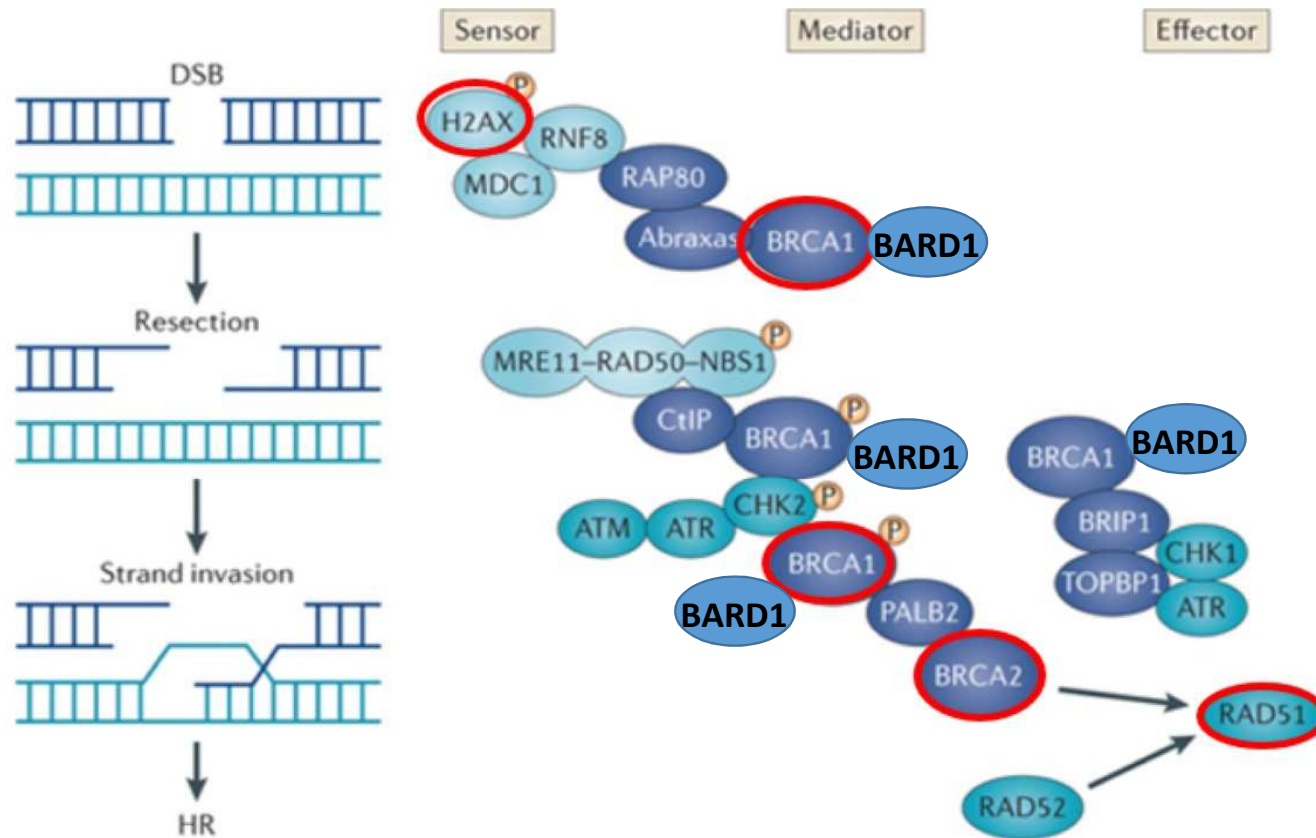 Sensor
Mediator
Effector
DSB
P
H2AX
RNF8
MDC1
RAP80
Abraxas
BRCA1
BARD1
Resection
P
MRE11–RAD50–NBS1
CtIP
BRCA1
P
BARD1
BRCA1
BARD1
CHK2
P
ATM
ATR
BRIP1
CHK1
TOPBP1
ATR
Strand invasion
BRCA1
P
BARD1
PALB2
BRCA2
RAD51
RAD52
HR